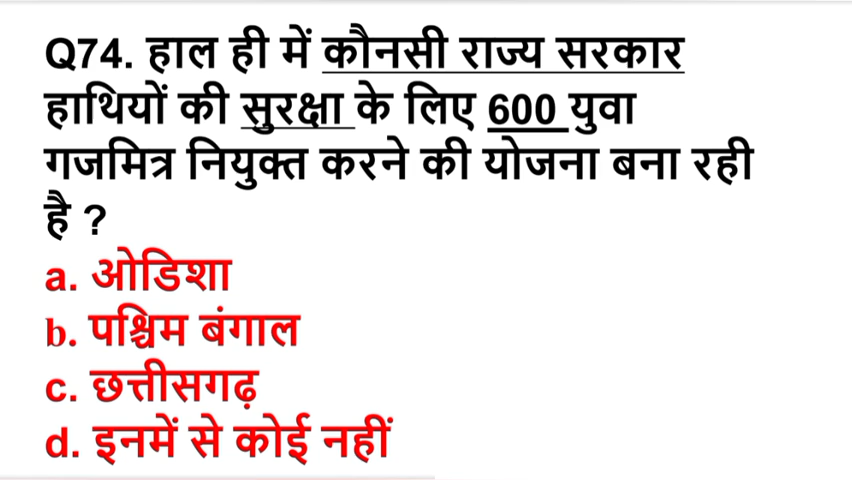 Q74. हाल ही में कौनसी राज्य सरकार
हाथियों की सुरक्षा के लिए 600 युवा
गजमित्र नियुक्त करने की योजना बना रही
है ?
a. ओडिशा
b. पश्चिम बंगाल
c. छत्तीसगढ़
d. इनमें से कोई नहीं